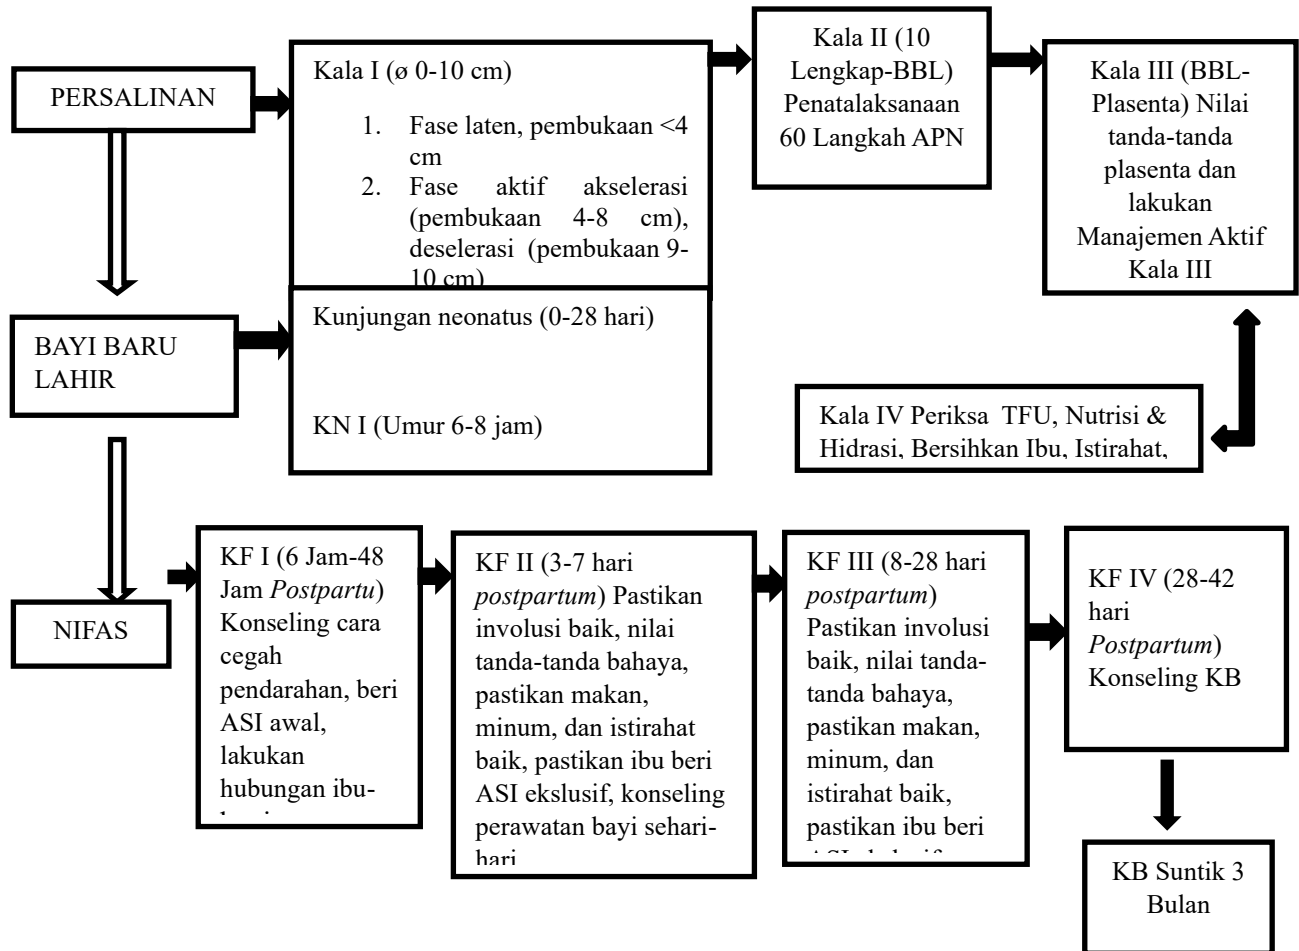 PERSALINAN
Kala I (ø 0-10 cm)
1. Fase laten, pembukaan <4
cm
2. Fase aktif akselerasi
(pembukaan 4-8 cm),
deselerasi (pembukaan 9-
10 cm)
Kala II (10
Lengkap-BBL)
Penatalaksanaan
60 Langkah APN
Kala III (BBL-
Plasenta) Nilai
tanda-tanda
plasenta dan
lakukan
Manajemen Aktif
Kala III
BAYI BARU
LAHIR
Kunjungan neonatus (0-28 hari)
KN I (Umur 6-8 jam)
Kala IV Periksa TFU, Nutrisi &
Hidrasi, Bersihkan Ibu, Istirahat,
NIFAS
KF I (6 Jam-48
Jam Postpartu)
Konseling cara
cegah
pendarahan, beri
ASI awal,
lakukan
hubungan ibu-
KF II (3-7 hari
postpartum) Pastikan
involusi baik, nilai
tanda-tanda bahaya,
pastikan makan,
minum, dan istirahat
baik, pastikan ibu beri
ASI ekslusif, konseling
perawatan bayi sehari-
hari
KF III (8-28 hari
postpartum)
Pastikan involusi
baik, nilai tanda-
tanda bahaya,
pastikan makan,
minum, dan
istirahat baik,
pastikan ibu beri
KF IV (28-42
hari
Postpartum)
Konseling KB
KB Suntik 3
Bulan